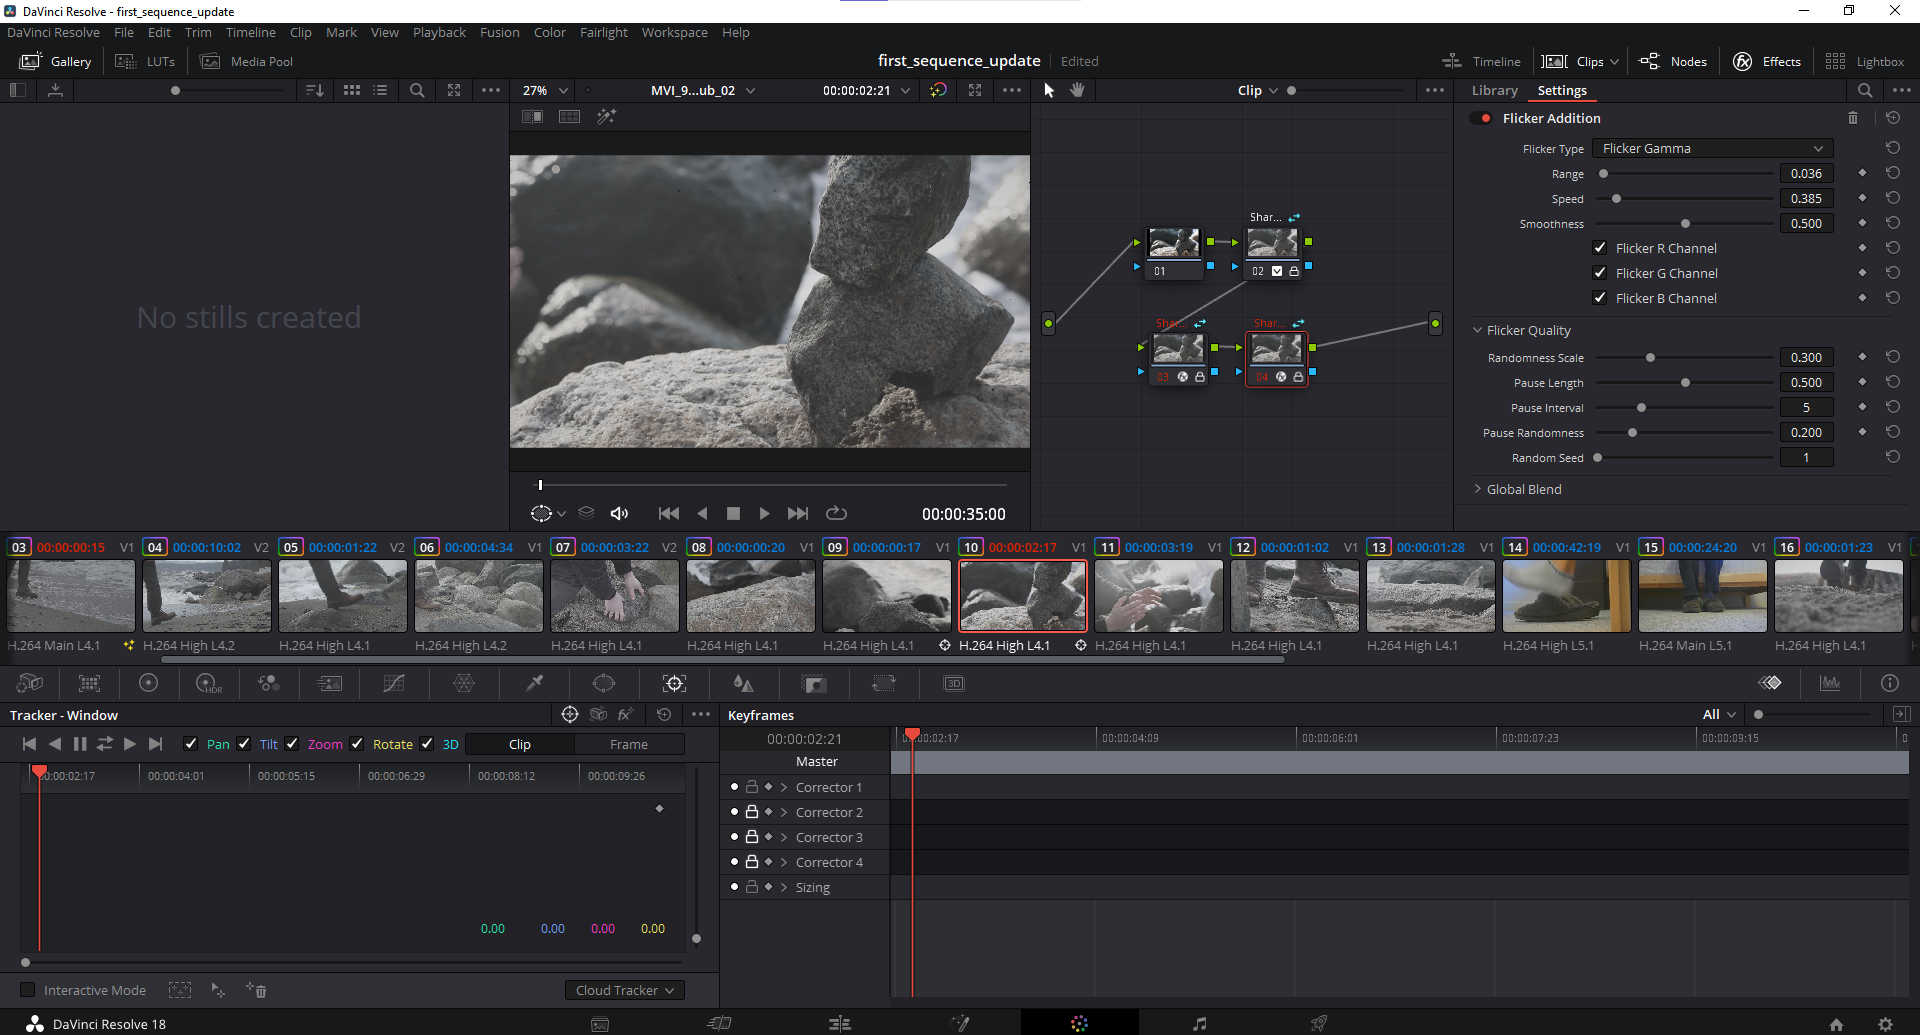 DaVinci Resolve - first_sequence_update
DaVinci Resolve File Edit Trim Timeline Clip Mark View Playback Fusion Color Fairlight Workspace Help
Gallery LUTs Media Pool first_sequence_update Edited Timeline Clips Nodes Effects Lightbox
27% MVI_9...ub_02 00:00:02:21 Clip Library Settings
Flicker Addition
Flicker Type Flicker Gamma
Range 0.036
Speed 0.385
Smoothness 0.500
Flicker R Channel
Flicker G Channel
Flicker B Channel
Flicker Quality
Randomness Scale 0.300
Pause Length 0.500
Pause Interval 5
Pause Randomness 0.200
Random Seed 1
Global Blend
No stills created
Shar...
01 02
Shar... Shar...
03 04
00:00:35:00
03 00:00:00:15 V1 04 00:00:10:02 V2 05 00:00:01:22 V2 06 00:00:04:34 V1 07 00:00:03:22 V2 08 00:00:00:20 V1 09 00:00:00:17 V1 10 00:00:02:17 V1 11 00:00:03:19 V1 12 00:00:01:02 V1 13 00:00:01:28 V1 14 00:00:42:19 V1 15 00:00:24:20 V1 16 00:00:01:23 V1
H.264 Main L4.1 H.264 High L4.2 H.264 High L4.1 H.264 High L4.2 H.264 High L4.1 H.264 High L4.1 H.264 High L4.1 H.264 High L4.1 H.264 High L4.1 H.264 High L4.1 H.264 High L4.1 H.264 High L5.1 H.264 Main L5.1 H.264 High L4.1
HDR 3D
Tracker - Window
Pan Tilt Zoom Rotate 3D Clip Frame
:00:02:17 00:00:04:01 00:00:05:15 00:00:06:29 00:00:08:12 00:00:09:26
0.00 0.00 0.00 0.00
Interactive Mode Cloud Tracker
Keyframes All
00:00:02:21 :00:02:17 00:00:04:09 00:00:06:01 00:00:07:23 00:00:09:15
Master
Corrector 1
Corrector 2
Corrector 3
Corrector 4
Sizing
DaVinci Resolve 18